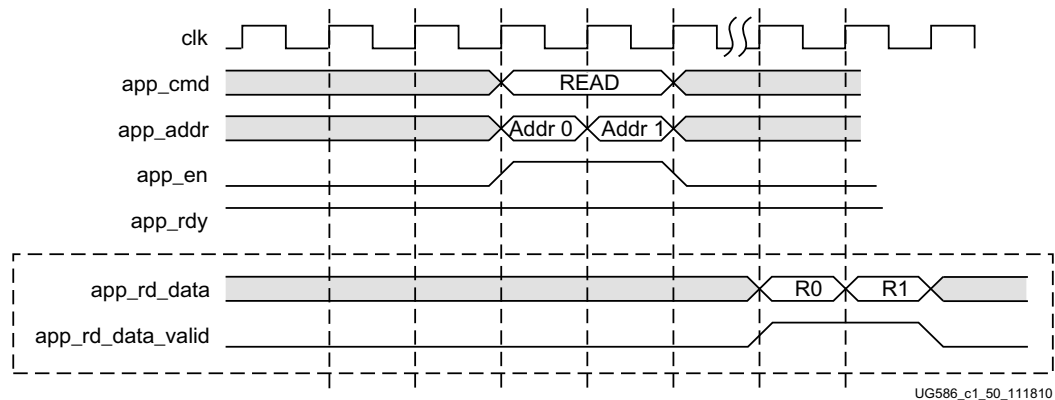 clk
app_cmd READ
app_addr Addr 0 Addr 1
app_en
app_rdy
app_rd_data R0 R1
app_rd_data_valid
UG586_c1_50_111810